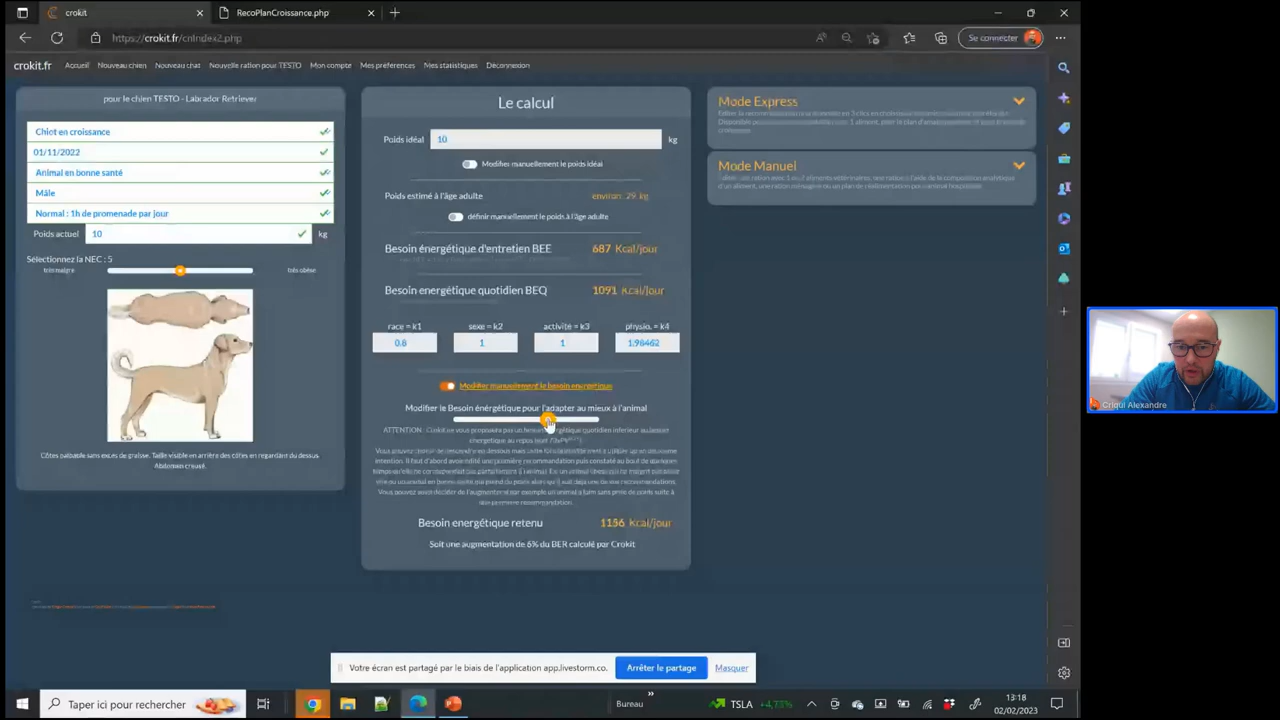 crokit
RecoPlanCroissance.php
https://crokit.fr/cnIndex2.php
Se connecter
crokit.fr Accueil Nouveau chien Nouveau chat Nouvelle ration pour TESTO Mon compte Mes préférences Mes statistiques Déconnexion
pour le chien TESTO - Labrador Retriever
Chiot en croissance
01/11/2022
Animal en bonne santé
Mâle
Normal : 1h de promenade par jour
Poids actuel 10 kg
Sélectionnez la NEC : 5
très maigre très obèse
Côtes palpable sans excès de graisse. Taille visible en arrière des côtes en regardant du dessus
Abdomen creusé.
Le calcul
Poids idéal 10 kg
Modifier manuellement le poids idéal
Poids estimé à l'âge adulte environ 29 kg
définir manuellement le poids à l'âge adulte
Besoin énergétique d'entretien BEE 687 Kcal/jour
Besoin energétique quotidien BEQ 1091 Kcal/jour
race = k1 sexe = k2 activité = k3 physio. = k4
0.8 1 1 1.98462
Modifier manuellement le besoin energétique
Modifier le Besoin énérgétique pour l'adapter au mieux à l'animal
Besoin energétique retenu 1156 Kcal/jour
Soit une augmentation de 6% du BER calculé par Crokit
Mode Express
Mode Manuel
Criqui Alexandre
Votre écran est partagé par le biais de l'application app.livestorm.co.
Arrêter le partage
Masquer
Taper ici pour rechercher
Bureau
TSLA +4,73%
13:18
02/02/2023